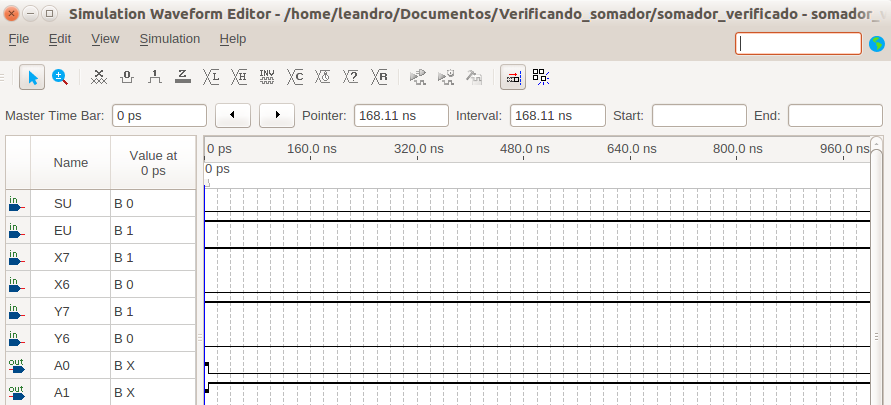 Simulation Waveform Editor - /home/leandro/Documentos/Verificando_somador/somador_verificado - somador_v
File Edit View Simulation Help
Master Time Bar: 0 ps Pointer: 168.11 ns Interval: 168.11 ns Start: End:
Name Value at 0 ps
0 ps 160.0 ns 320.0 ns 480.0 ns 640.0 ns 800.0 ns 960.0 ns
0 ps
in SU B 0
in EU B 1
in X7 B 1
in X6 B 0
in Y7 B 1
in Y6 B 0
out A0 B X
out A1 B X